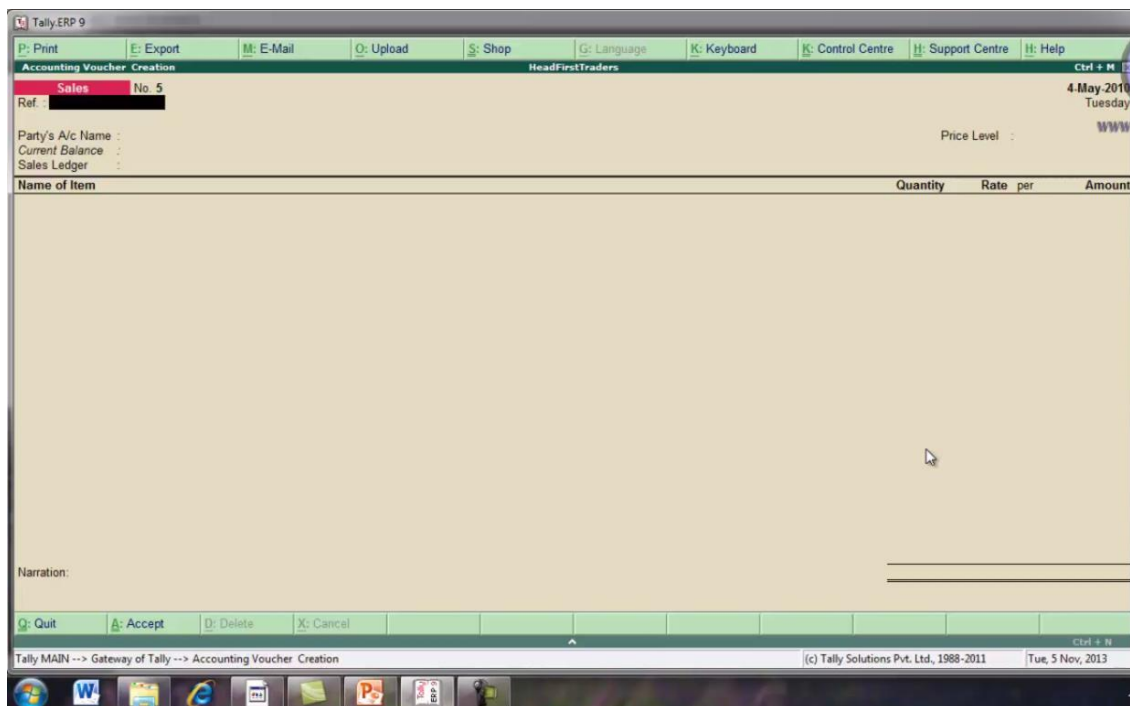 Tally.ERP 9
P: Print E: Export M: E-Mail O: Upload S: Shop G: Language K: Keyboard K: Control Centre H: Support Centre H: Help
Accounting Voucher Creation HeadFirstTraders Ctrl + M
Sales No. 5 4-May-2010
Ref. : Tuesday
www
Party's A/c Name : Price Level :
Current Balance :
Sales Ledger :
Name of Item Quantity Rate per Amount
Narration:
Q: Quit A: Accept D: Delete X: Cancel
Ctrl + N
Tally MAIN --> Gateway of Tally --> Accounting Voucher Creation (c) Tally Solutions Pvt. Ltd., 1988-2011 Tue, 5 Nov, 2013